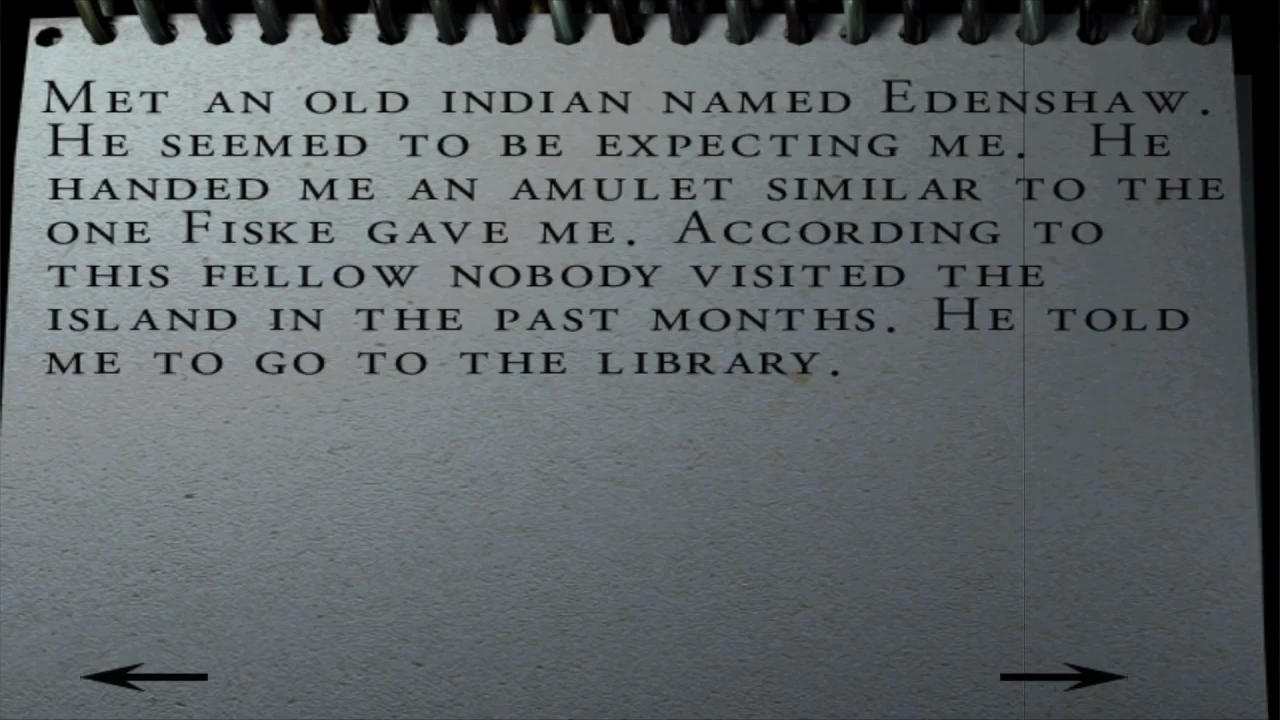 Met an old indian named Edenshaw.
He seemed to be expecting me.  He
handed me an amulet similar to the
one Fiske gave me. According to
this fellow nobody visited the
island in the past months. He told
me to go to the library.